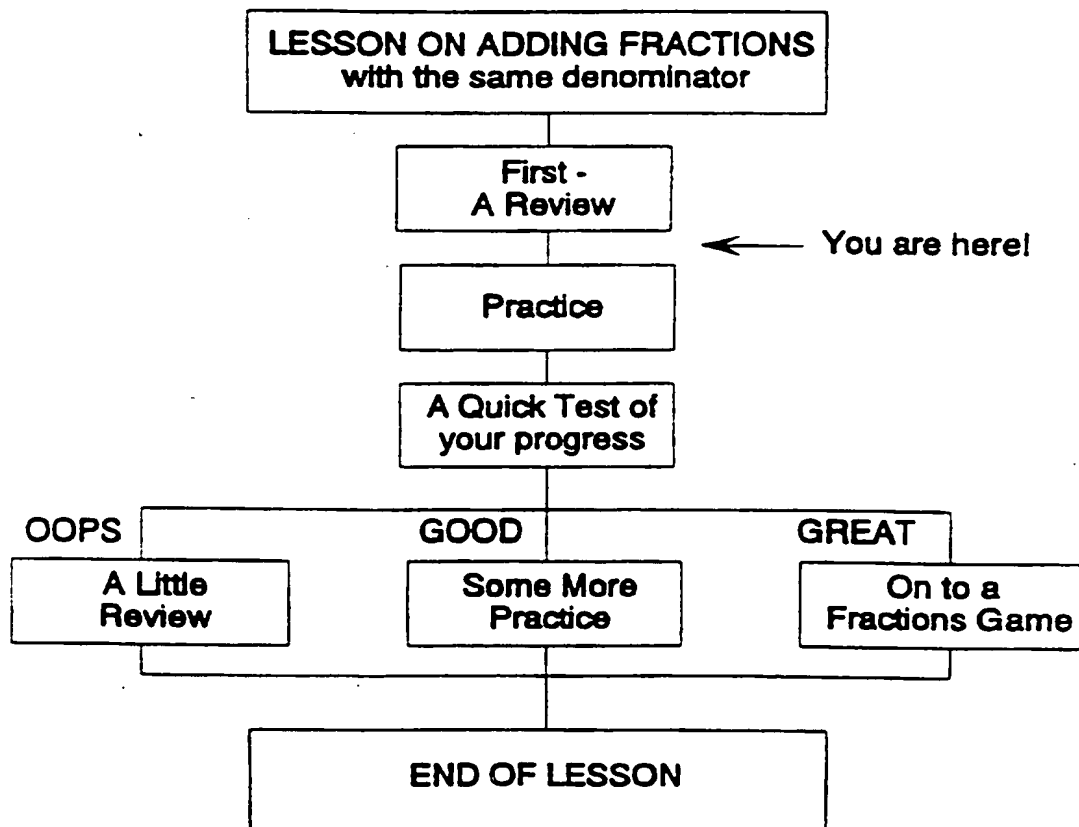 LESSON ON ADDING FRACTIONS
with the same denominator
First -
A Review
You are here!
Practice
A Quick Test of
your progress
OOPS
GOOD
GREAT
A Little
Review
Some More
Practice
On to a
Fractions Game
END OF LESSON